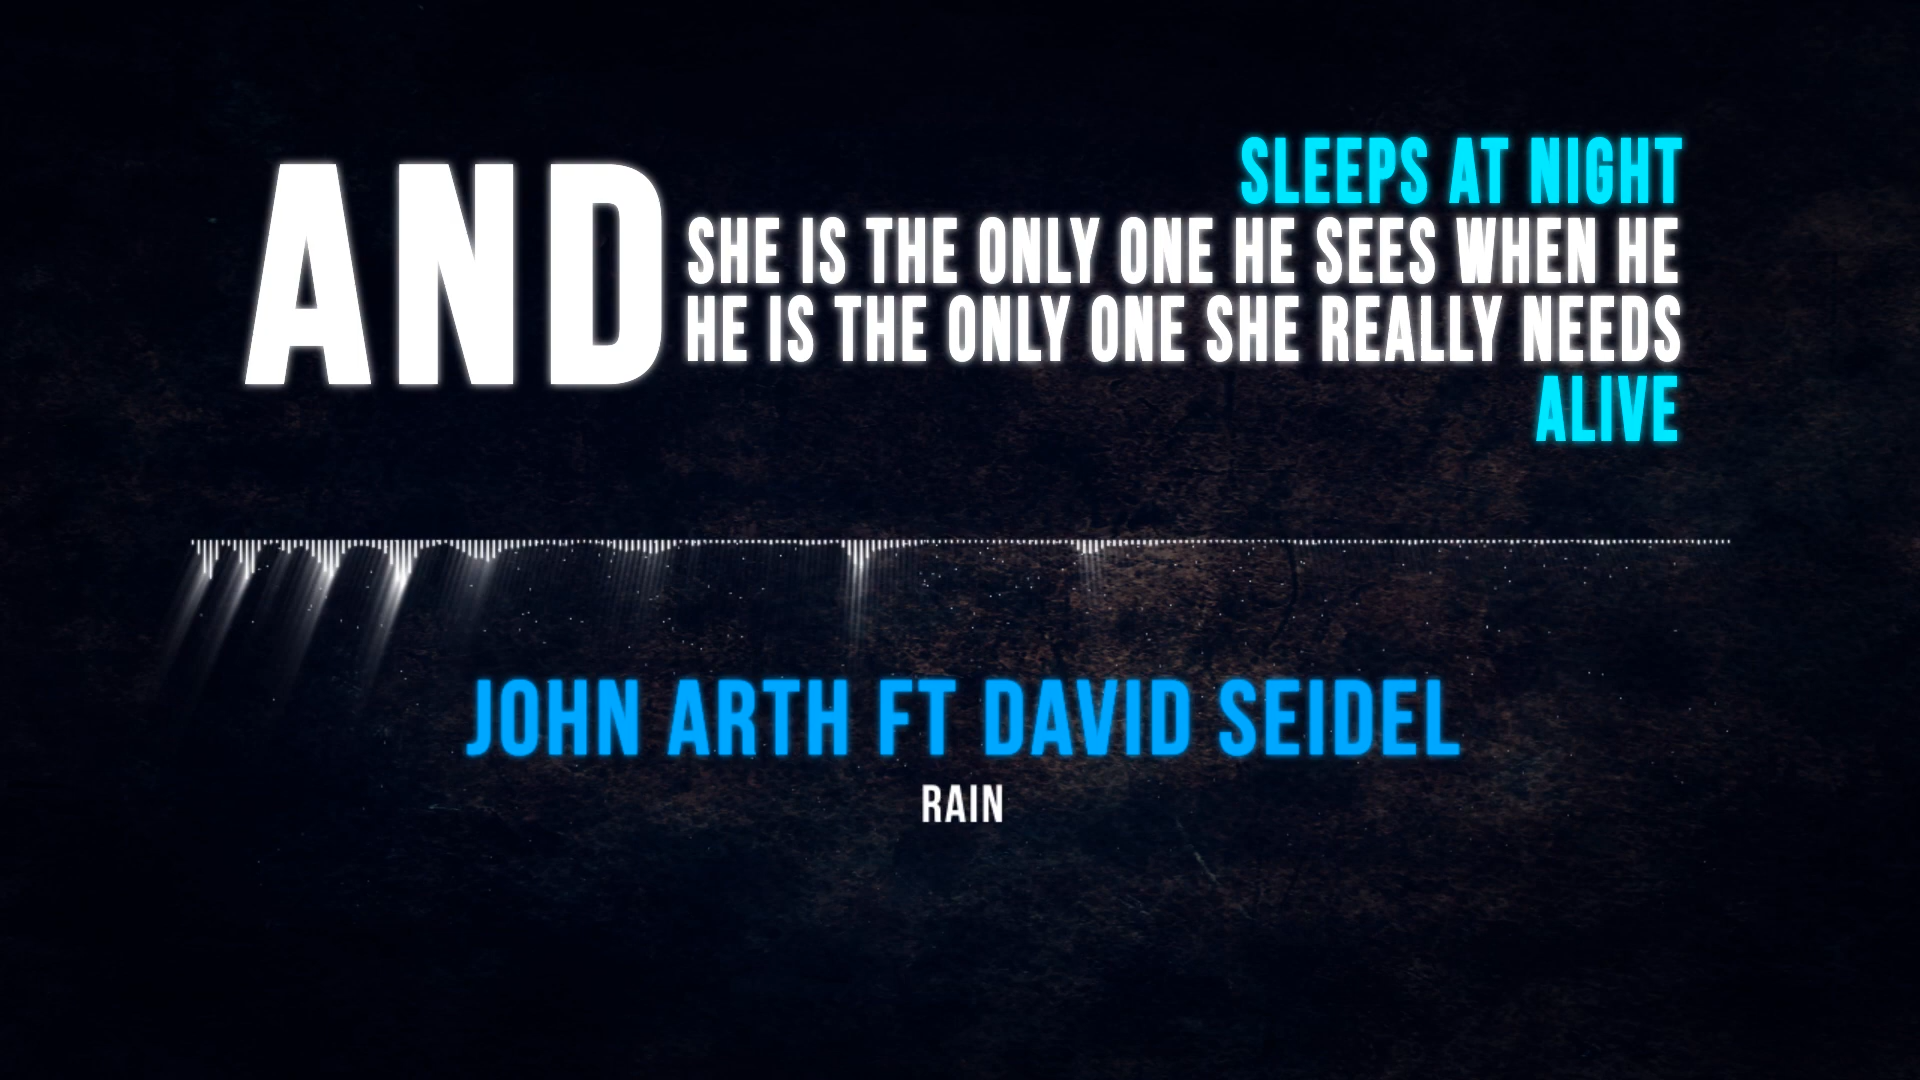 SLEEPS AT NIGHT
AND
SHE IS THE ONLY ONE HE SEES WHEN HE
HE IS THE ONLY ONE SHE REALLY NEEDS
ALIVE
JOHN ARTH FT DAVID SEIDEL
RAIN